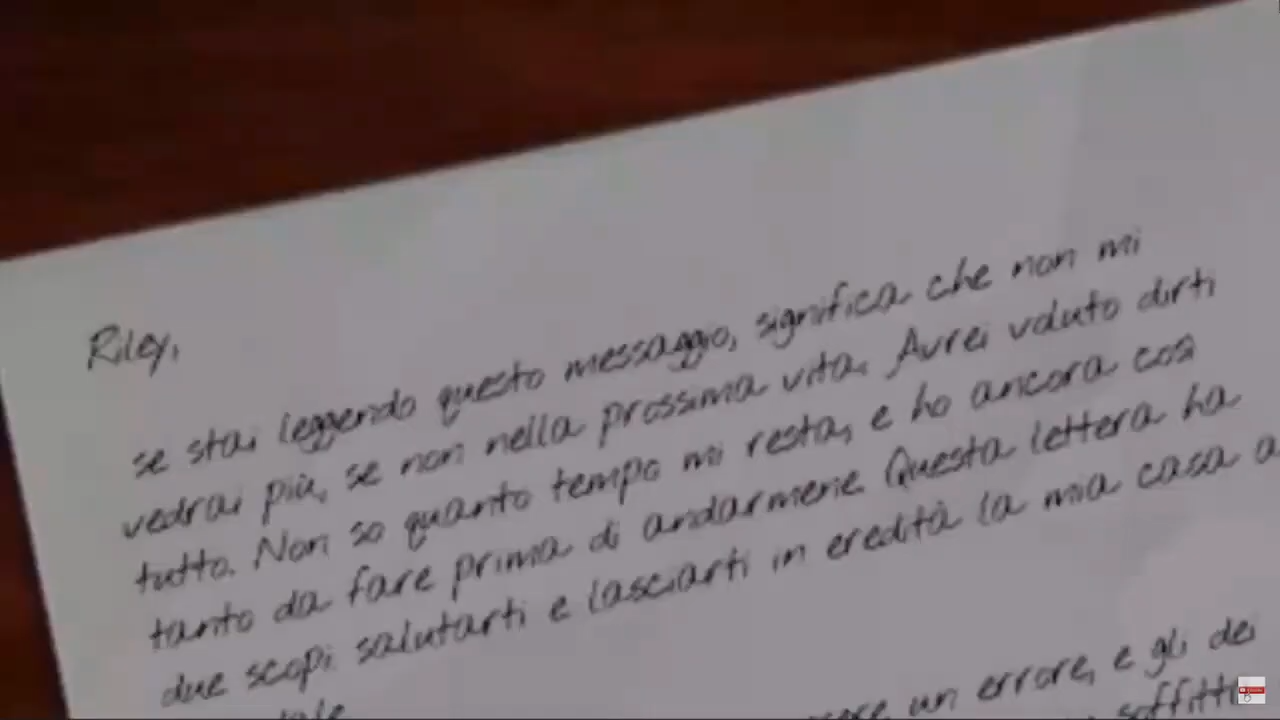 Riley,
se stai leggendo questo messaggio, significa che non mi
vedrai più, se non nella prossima vita. Avrei voluto dirti
tutto. Non so quanto tempo mi resta, e ho ancora così
tanto da fare prima di andarmene. Questa lettera ha
due scopi salutarti e lasciarti in eredità la mia casa a
un errore, e gli dei